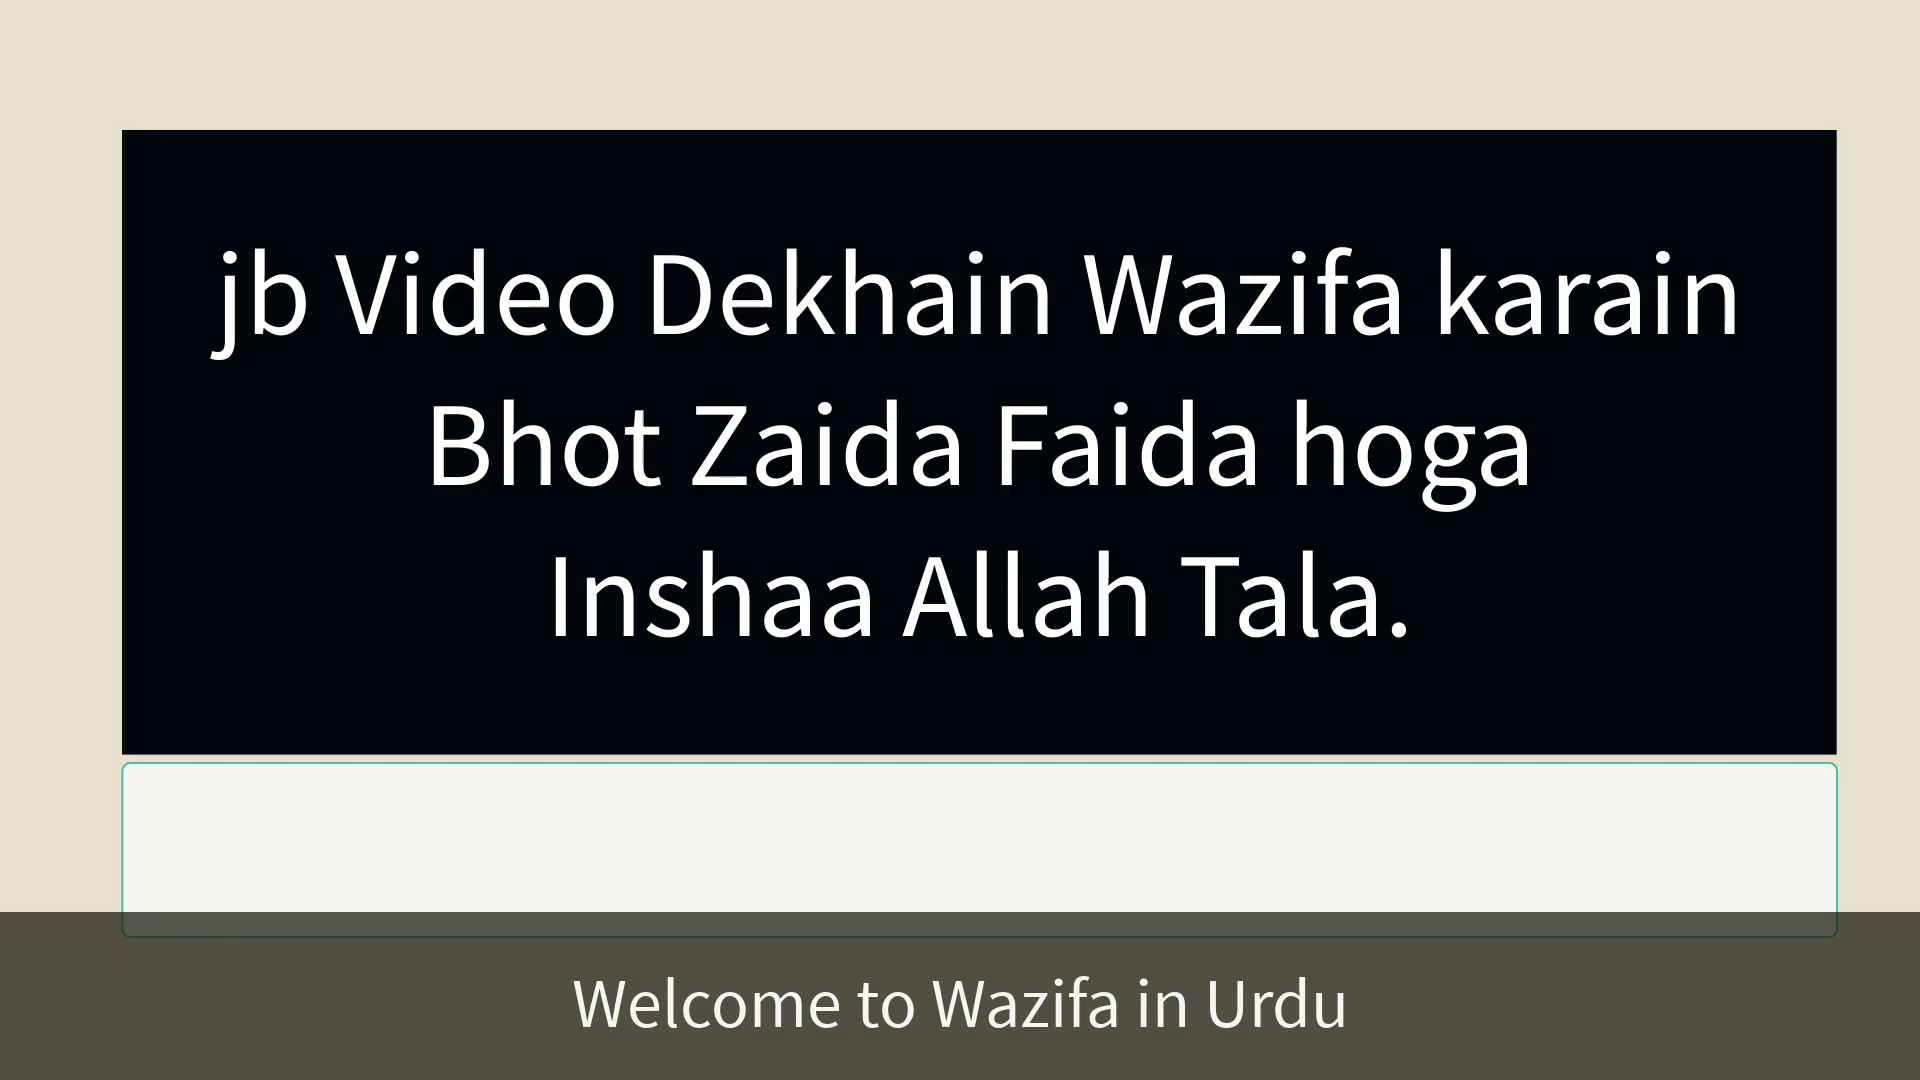 jb Video Dekhain Wazifa karain
Bhot Zaida Faida hoga
Inshaa Allah Tala.
Welcome to Wazifa in Urdu